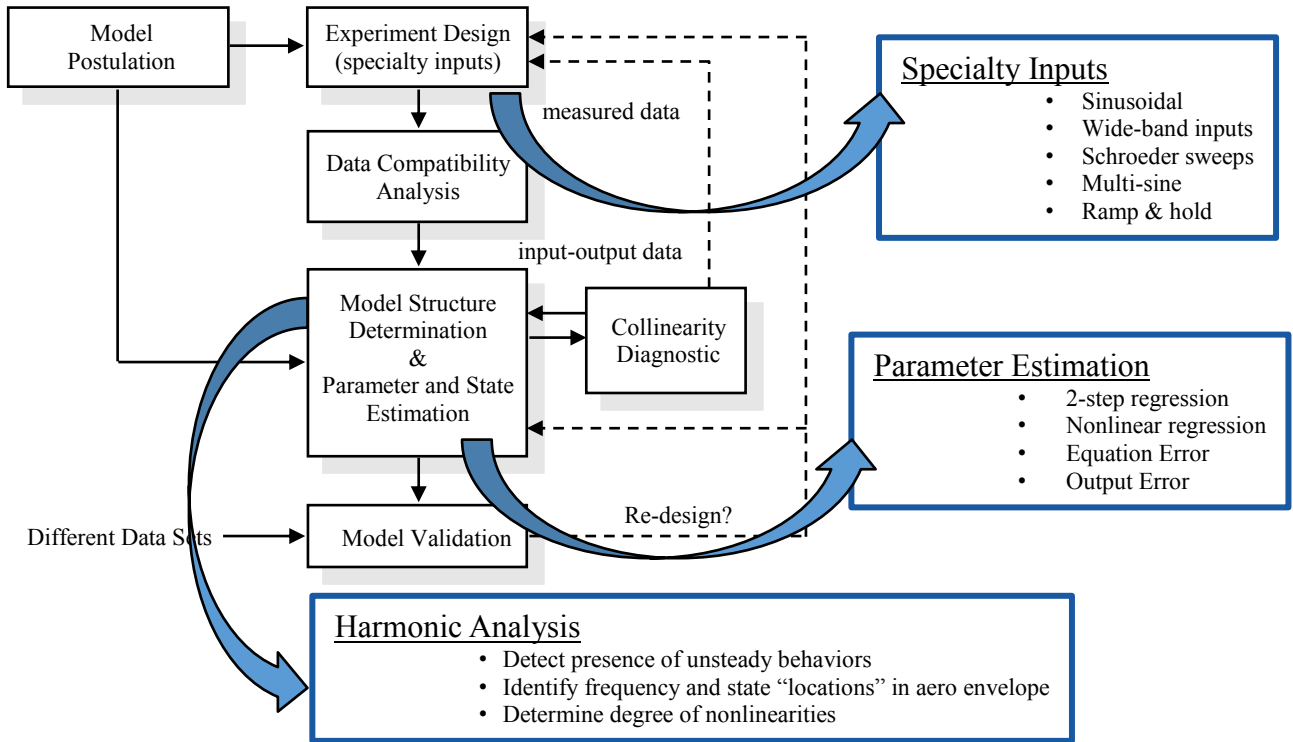 Model
Postulation
Experiment Design
(specialty inputs)
measured data
Data Compatibility
Analysis
input-output data
Model Structure
Determination
&
Parameter and State
Estimation
Collinearity
Diagnostic
Different Data Sets
Model Validation
Re-design?
Specialty Inputs
• Sinusoidal
• Wide-band inputs
• Schroeder sweeps
• Multi-sine
• Ramp & hold
Parameter Estimation
• 2-step regression
• Nonlinear regression
• Equation Error
• Output Error
Harmonic Analysis
• Detect presence of unsteady behaviors
• Identify frequency and state “locations” in aero envelope
• Determine degree of nonlinearities